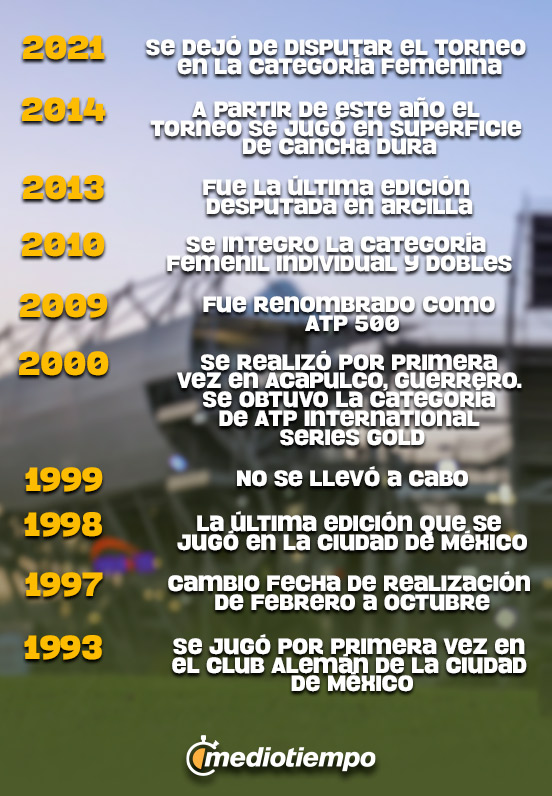 2021
Se dejó de disputar el torneo
en la categoría femenina
2014
A partir de este año el
torneo se jugó en superficie
de cancha dura
2013
Fue la última edición
disputada en arcilla
2010
Se integro la categoría
femenil individual y dobles
2009
Fue renombrado como
ATP 500
2000
Se realizó por primera
vez en Acapulco, Guerrero.
Se obtuvo la categoría
de ATP International
Series Gold
1999
No se llevó a cabo
1998
La última edición que se
jugó en la Ciudad de México
1997
Cambio fecha de realización
de febrero a octubre
1993
Se jugó por primera vez en
el Club Alemán de la Ciudad
de México
mediotiempo